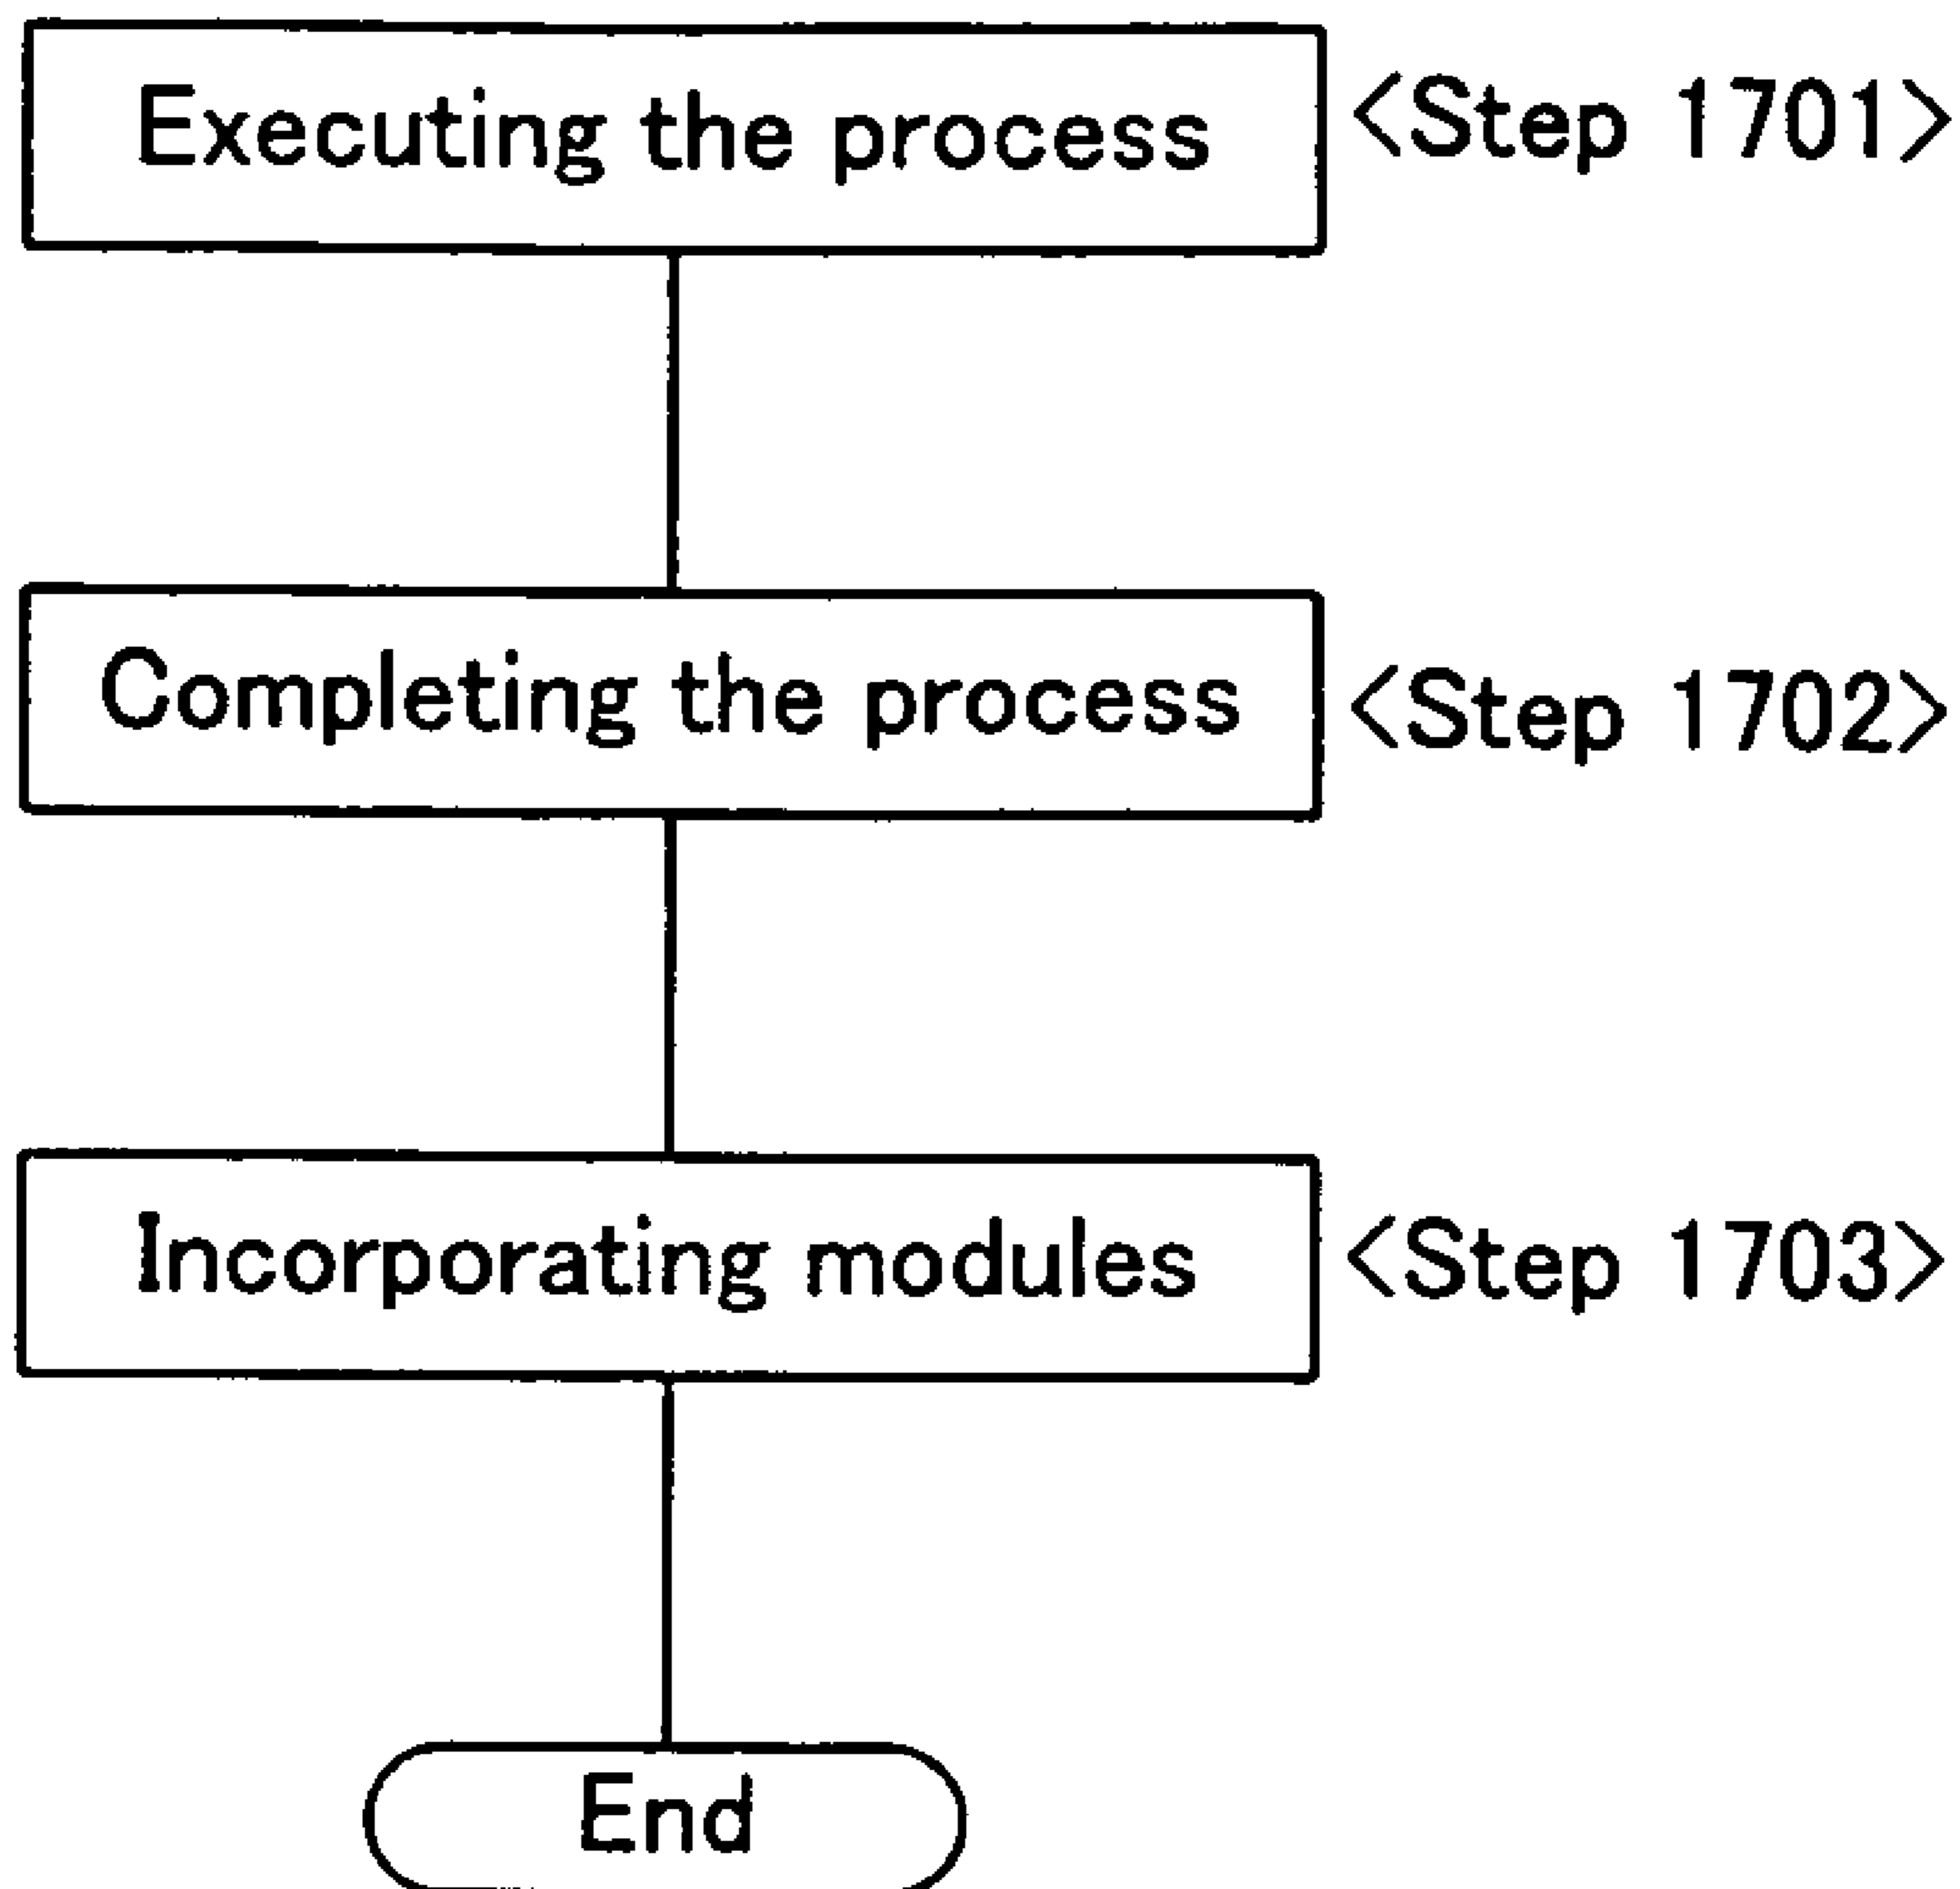 Executing the process <Step 1701>
Completing the process <Step 1702>
Incorporating modules <Step 1703>
End